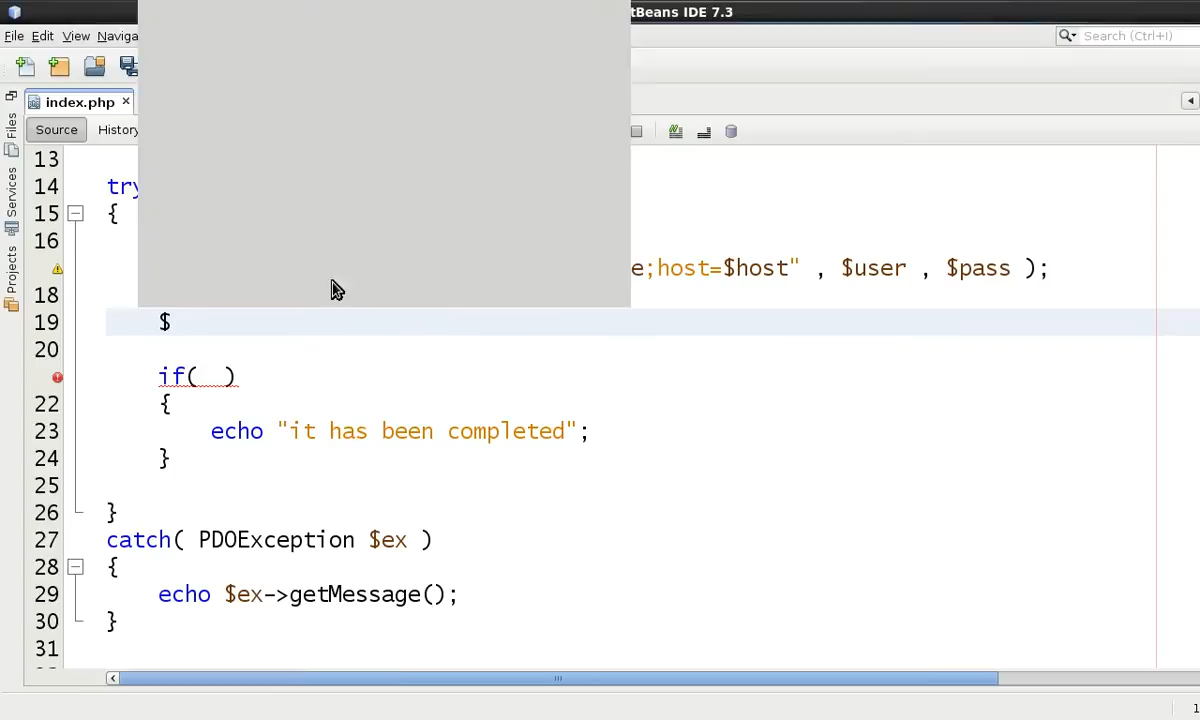 tBeans IDE 7.3
File Edit View Naviga
Search (Ctrl+I)
index.php ×
Source History
Files
Services
Projects
13
14 try
15 {
16
e;host=$host" , $user , $pass );
18
19 $
20
if( )
22 {
23 echo "it has been completed";
24 }
25
26 }
27 catch( PDOException $ex )
28 {
29 echo $ex->getMessage();
30 }
31